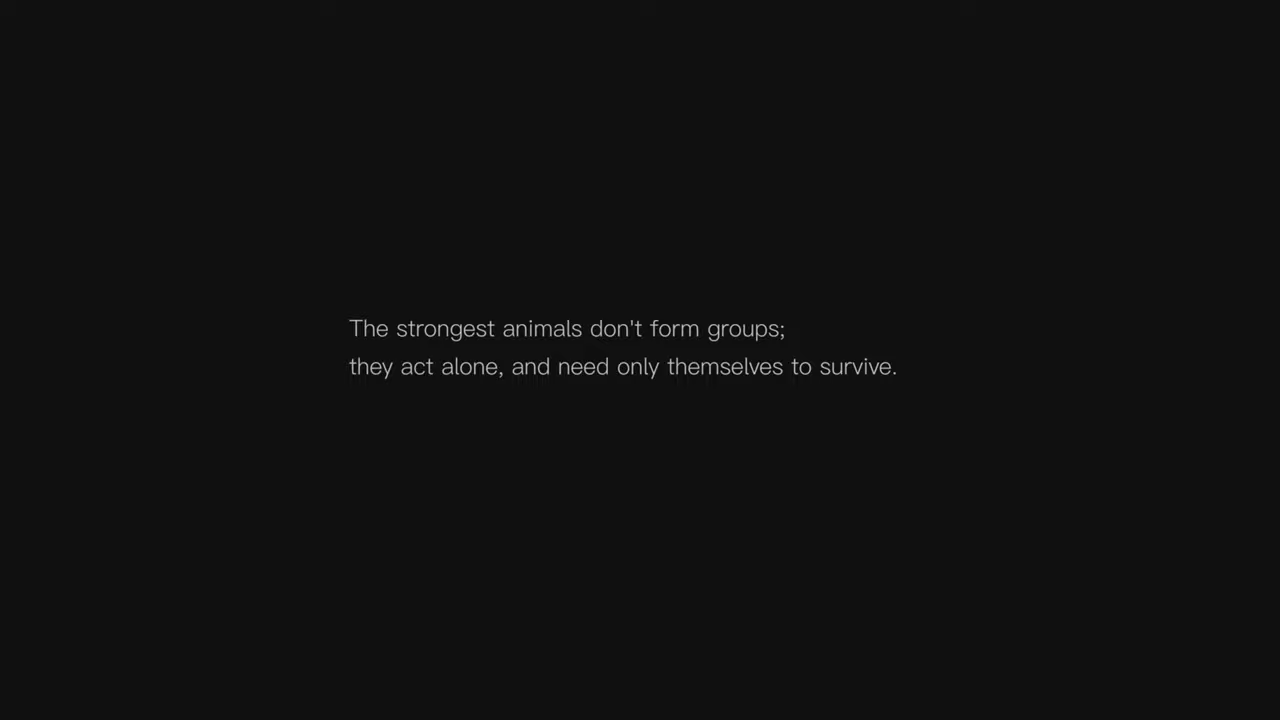 The strongest animals don't form groups;
they act alone, and need only themselves to survive.